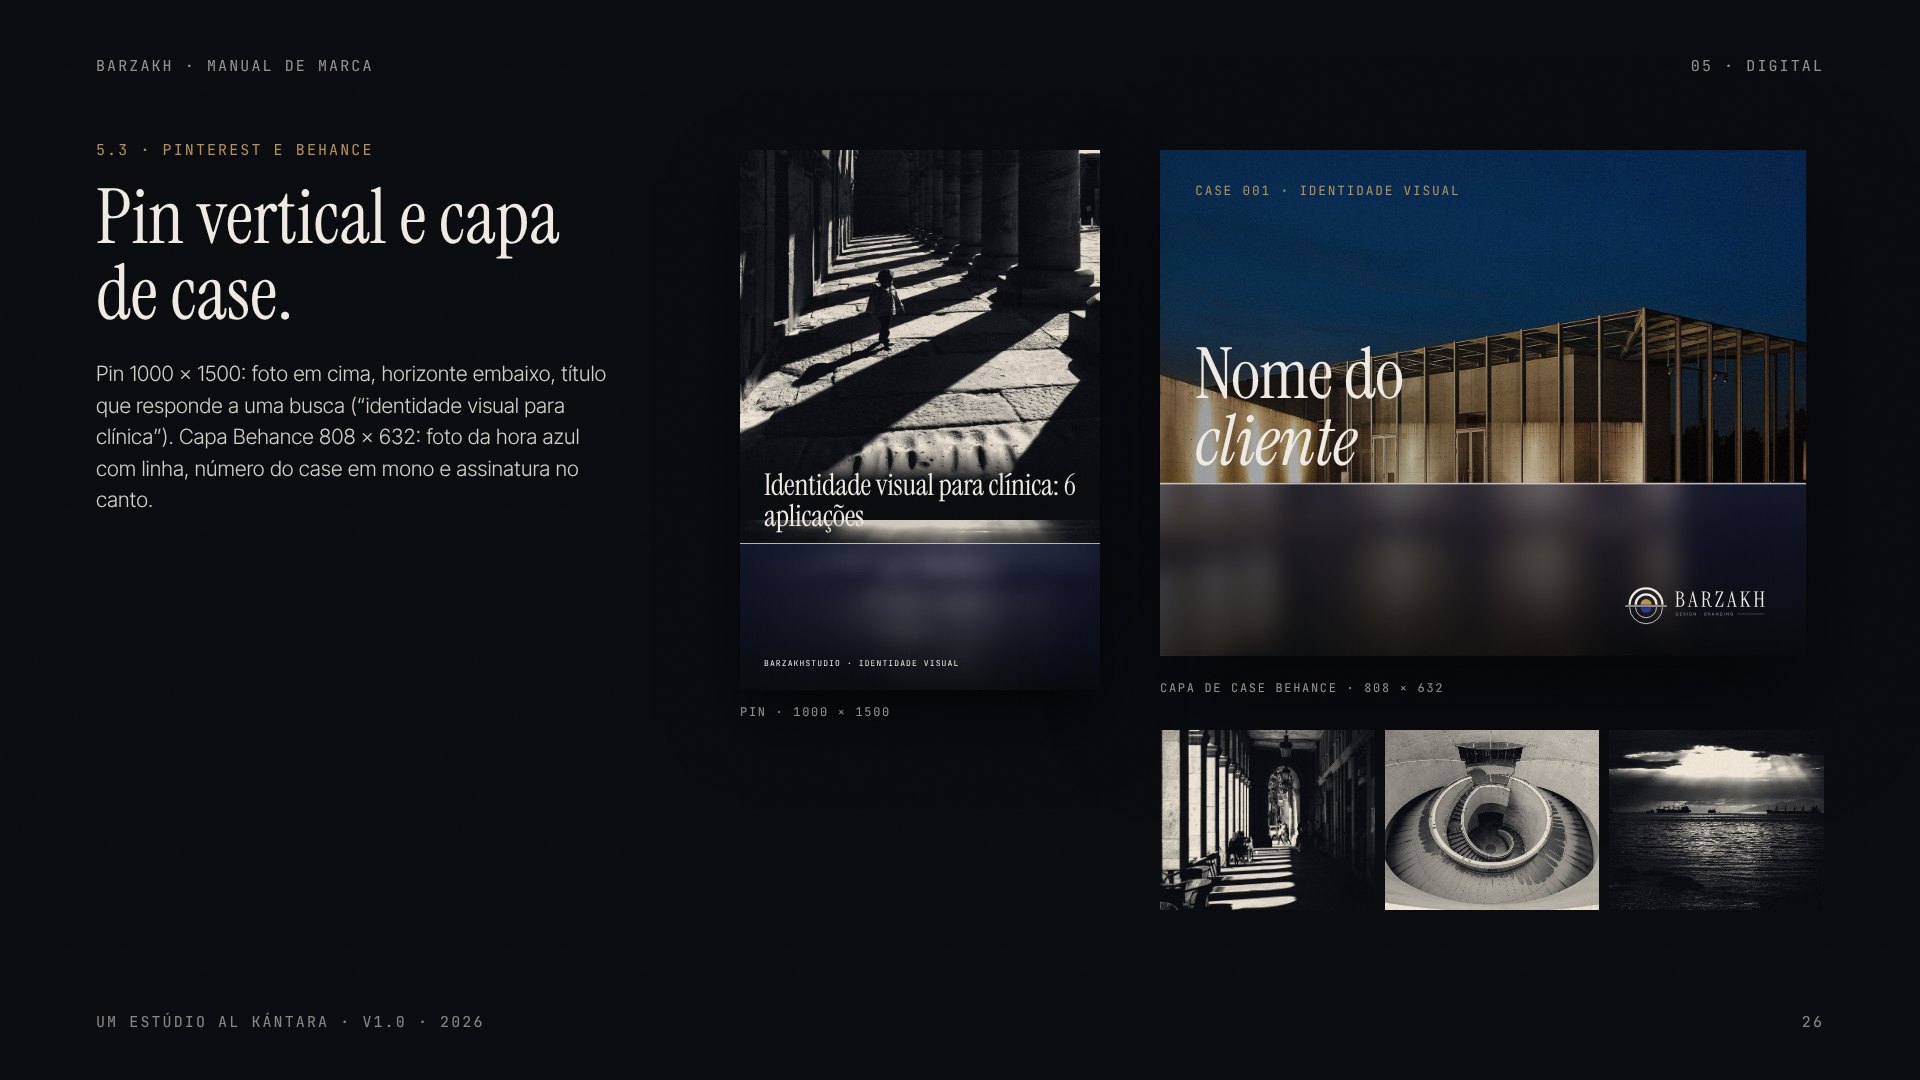 BARZAKH · MANUAL DE MARCA
05 · DIGITAL
5.3 · PINTEREST E BEHANCE
Pin vertical e capa
de case.
Pin 1000 × 1500: foto em cima, horizonte embaixo, título
que responde a uma busca (“identidade visual para
clínica”). Capa Behance 808 × 632: foto da hora azul
com linha, número do case em mono e assinatura no
canto.
Identidade visual para clínica: 6
aplicações
BARZAKHSTUDIO · IDENTIDADE VISUAL
PIN · 1000 × 1500
CASE 001 · IDENTIDADE VISUAL
Nome do
cliente
BARZAKH
DESIGN · BRANDING
CAPA DE CASE BEHANCE · 808 × 632
UM ESTÚDIO AL KÁNTARA · V1.0 · 2026
26